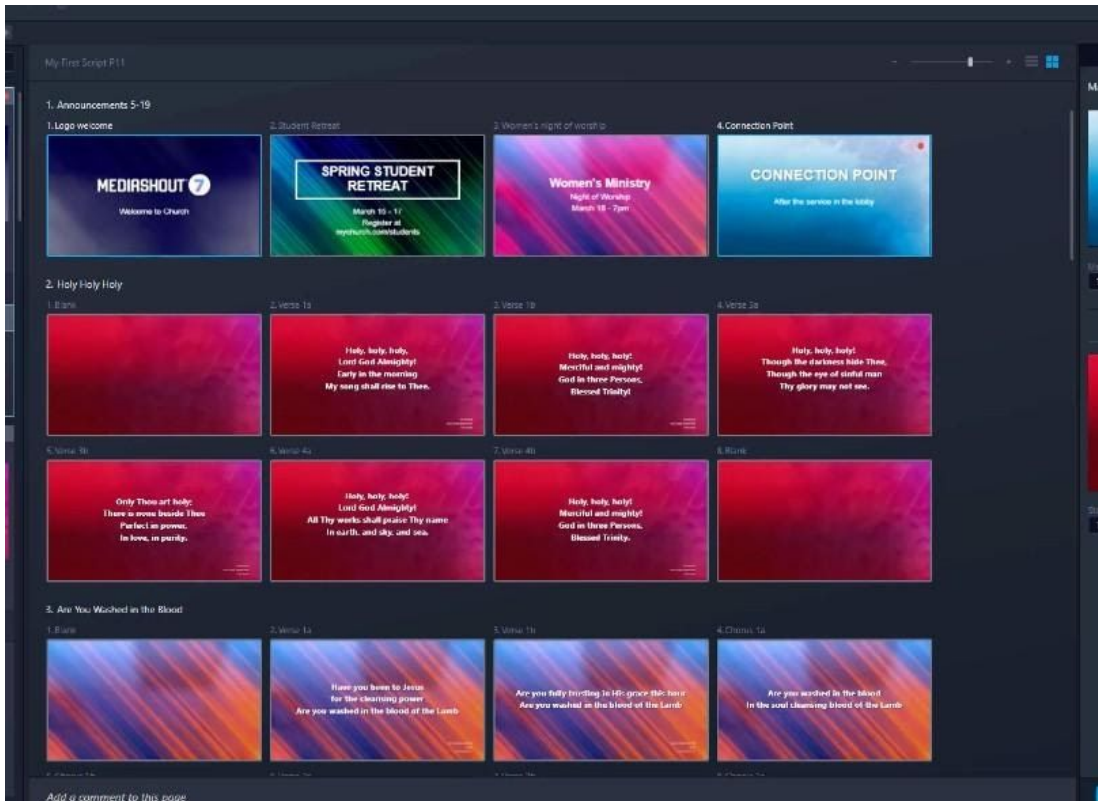 My First Script P11
1. Announcements 5-19
1. Logo welcome
2. Student Retreat
3. Women's night of worship
4. Connection Point
MEDIASHOUT 7
Welcome to Church
SPRING STUDENT
RETREAT
March 15 - 17
Register at
mychurch.com/students
Women's Ministry
Night of Worship
March 18 - 7pm
CONNECTION POINT
After the service in the lobby
2. Holy Holy Holy
1. Blank
2. Verse 1a
3. Verse 1b
4. Verse 3a
Holy, holy, holy,
Lord God Almighty!
Early in the morning
My song shall rise to Thee.
Holy, holy, holy!
Merciful and mighty!
God in three Persons,
Blessed Trinity!
Holy, holy, holy!
Though the darkness hide Thee,
Though the eye of sinful man
Thy glory may not see.
5. Verse 3b
6. Verse 4a
7. Verse 4b
8. Blank
Only Thou art holy;
There is none beside Thee
Perfect in power,
In love, in purity.
Holy, holy, holy!
Lord God Almighty!
All Thy works shall praise Thy name
In earth, and sky, and sea.
Holy, holy, holy!
Merciful and mighty!
God in three Persons,
Blessed Trinity.
3. Are You Washed in the Blood
1. Blank
2. Verse 1a
3. Verse 1b
4. Chorus 1a
Have you been to Jesus
for the cleansing power
Are you washed in the blood of the Lamb
Are you fully trusting in His grace this hour
Are you washed in the blood of the Lamb
Are you washed in the blood
In the soul cleansing blood of the Lamb
Add a comment to this page